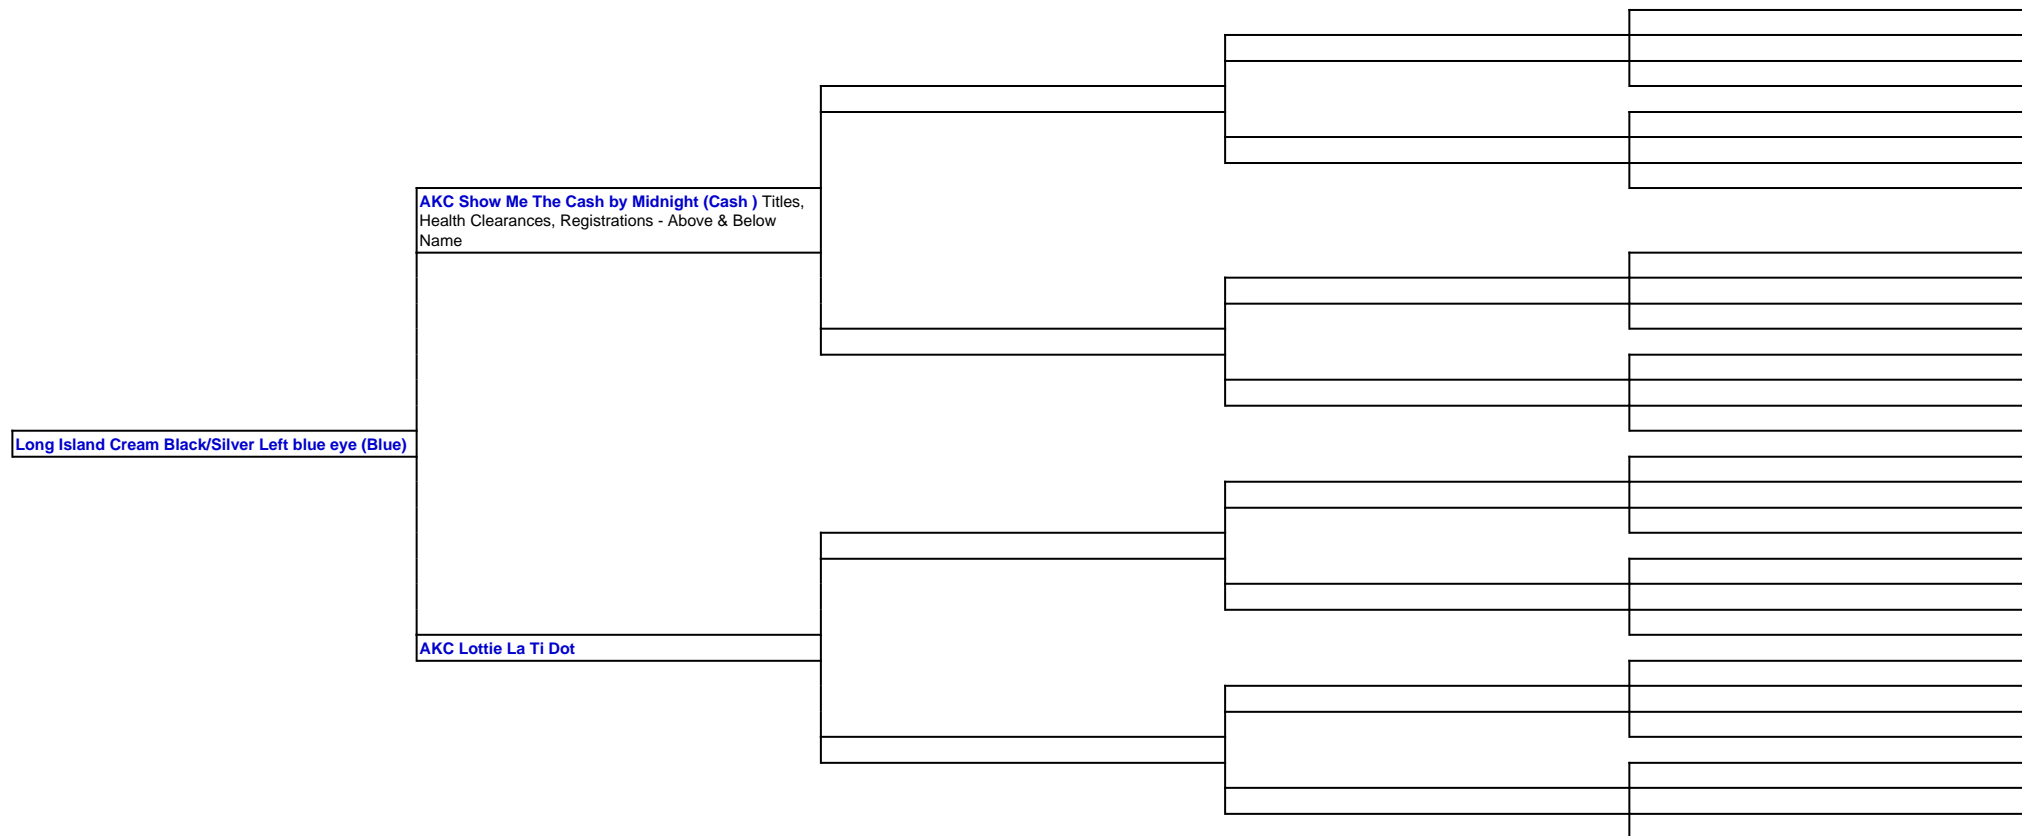 AKC Show Me The Cash by Midnight (Cash ) Titles,
Health Clearances, Registrations - Above & Below
Name
Long Island Cream Black/Silver Left blue eye (Blue)
AKC Lottie La Ti Dot